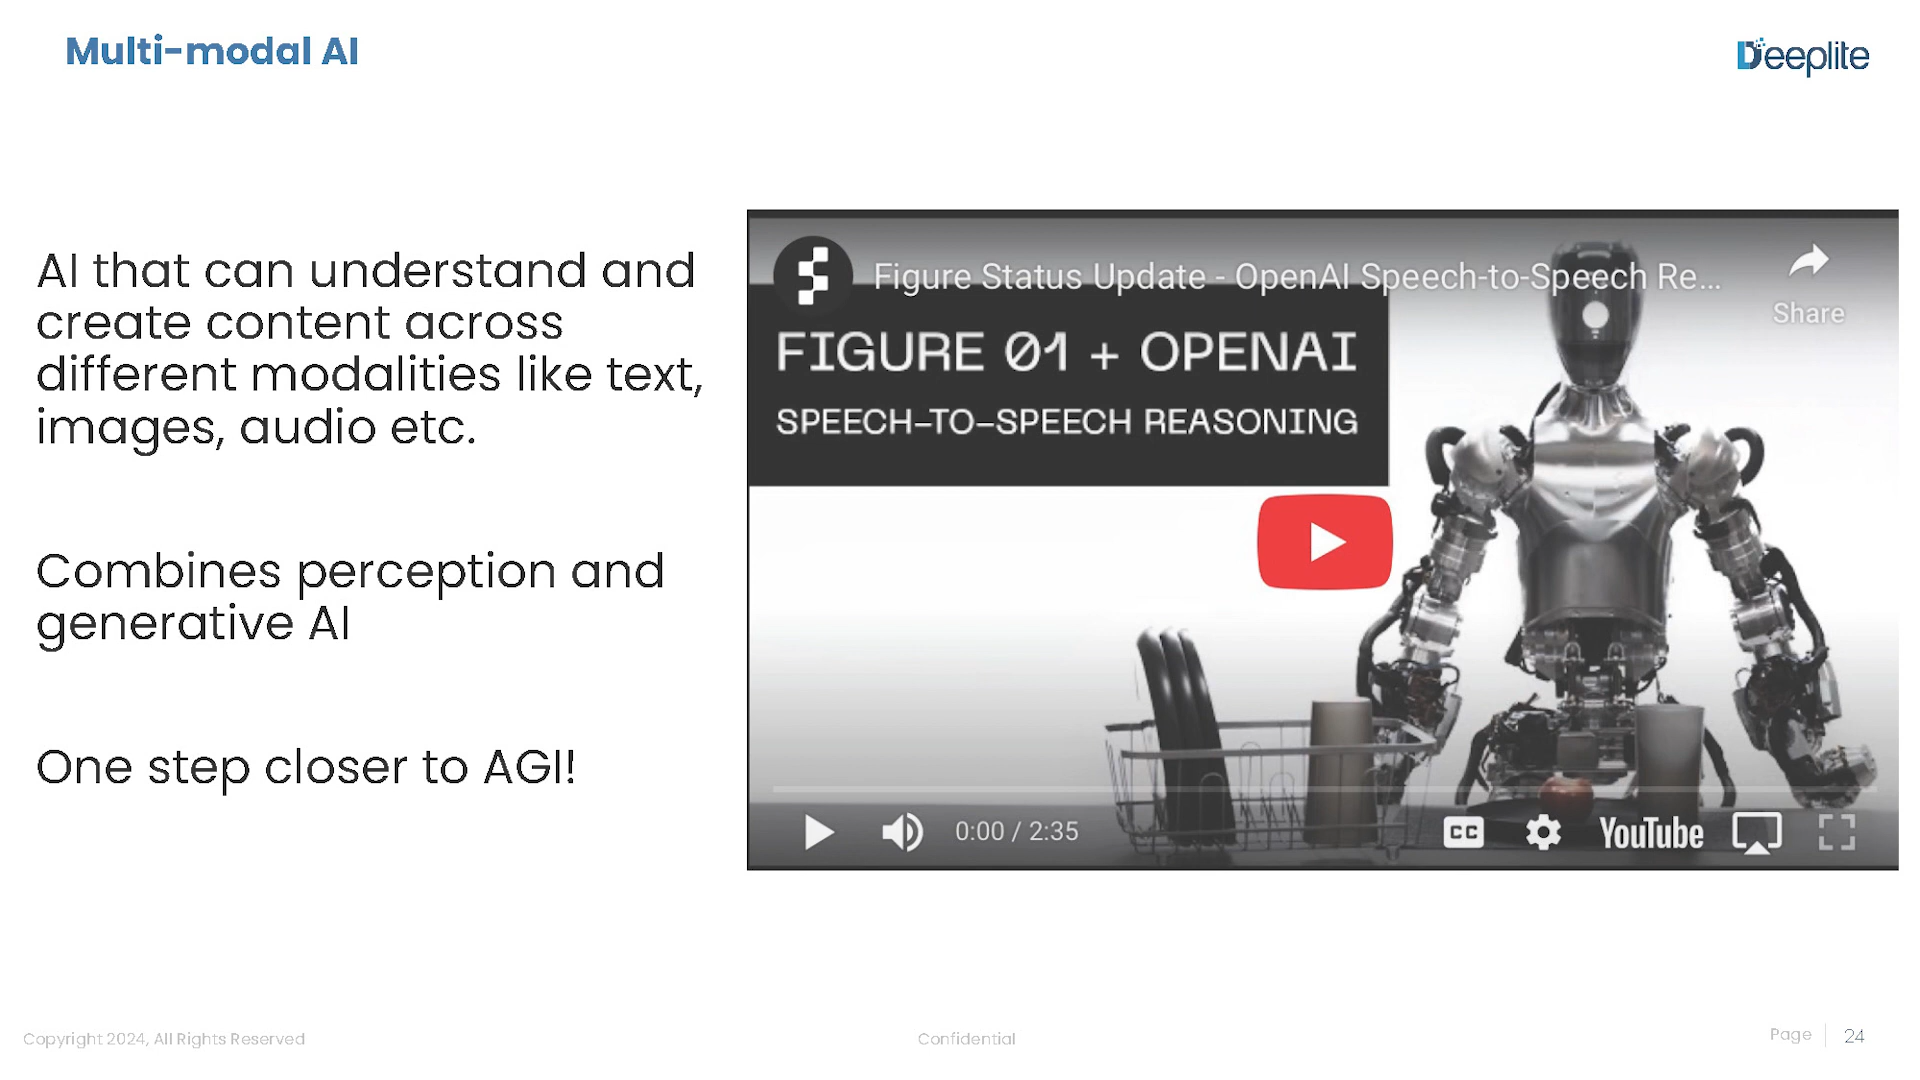 Multi-modal AI
Deeplite
AI that can understand and
create content across
different modalities like text,
images, audio etc.
Combines perception and
generative AI
One step closer to AGI!
Figure Status Update - OpenAI Speech-to-Speech Re...
Share
FIGURE 01 + OPENAI
SPEECH-TO-SPEECH REASONING
0:00 / 2:35
CC
YouTube
Copyright 2024, All Rights Reserved
Confidential
Page 24